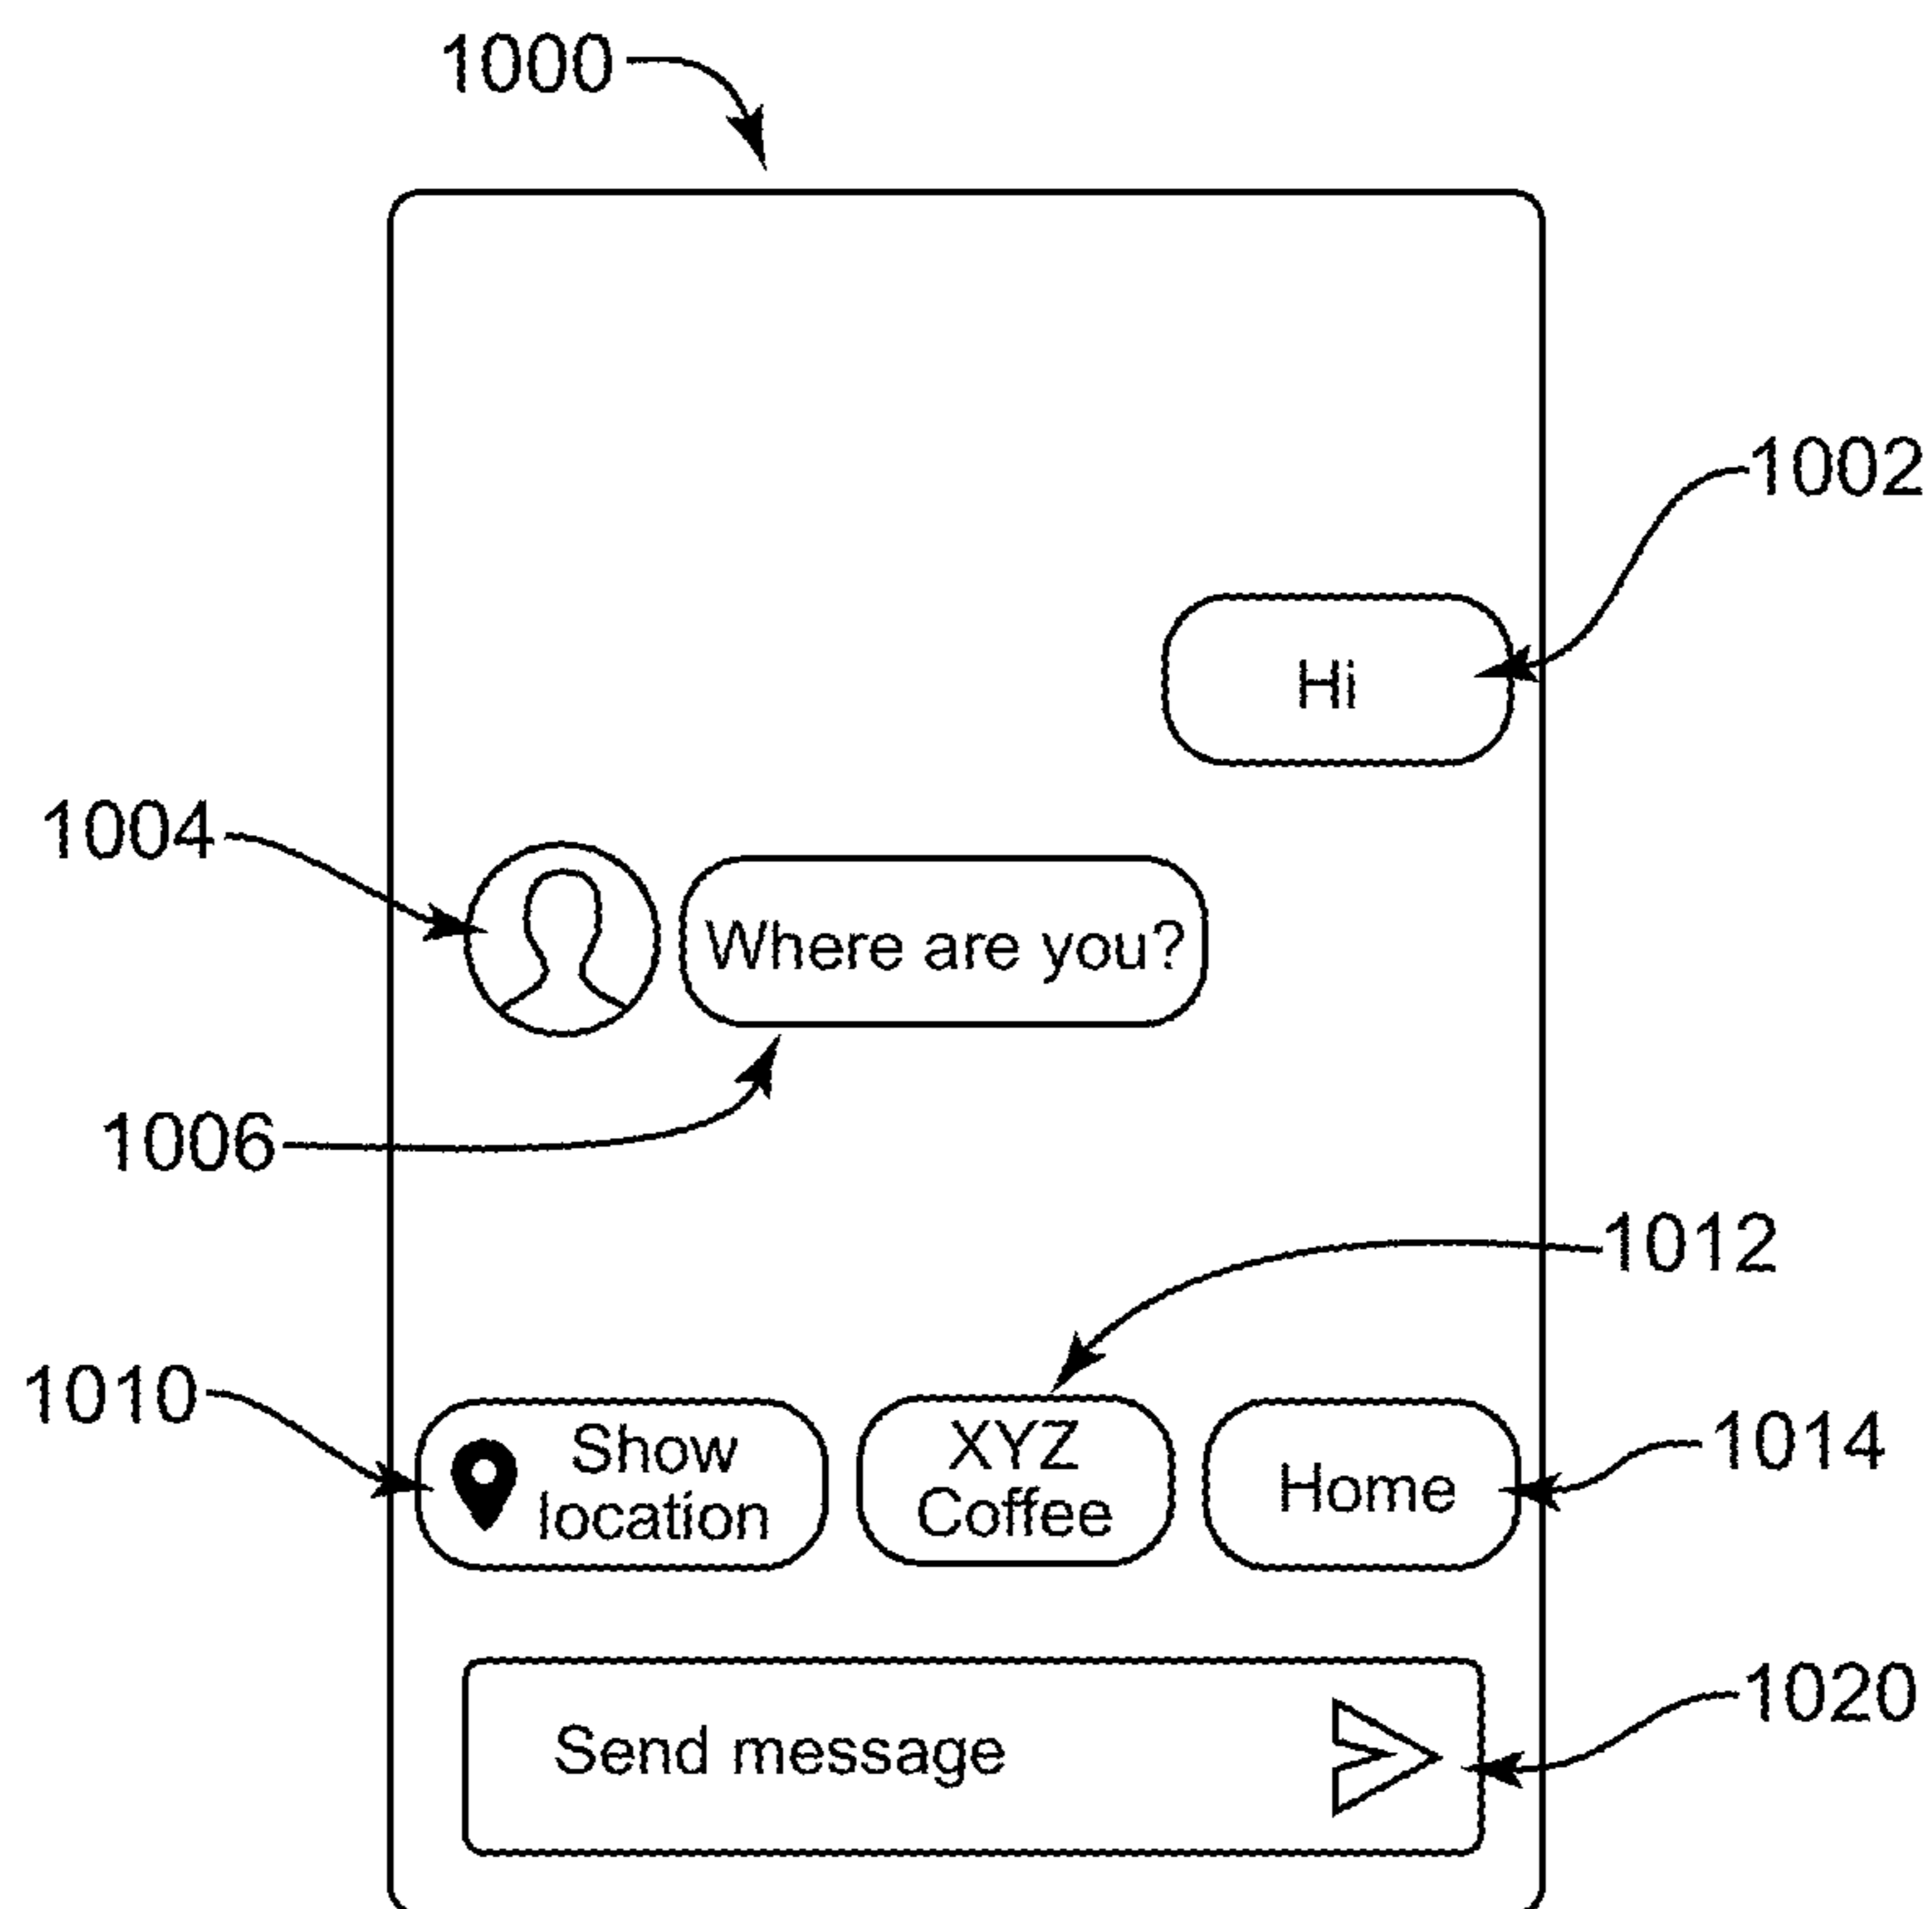 1000
1002
Hi
1004
Where are you?
1006
1012
1010
Show
location
XYZ
Coffee
Home
1014
Send message
1020